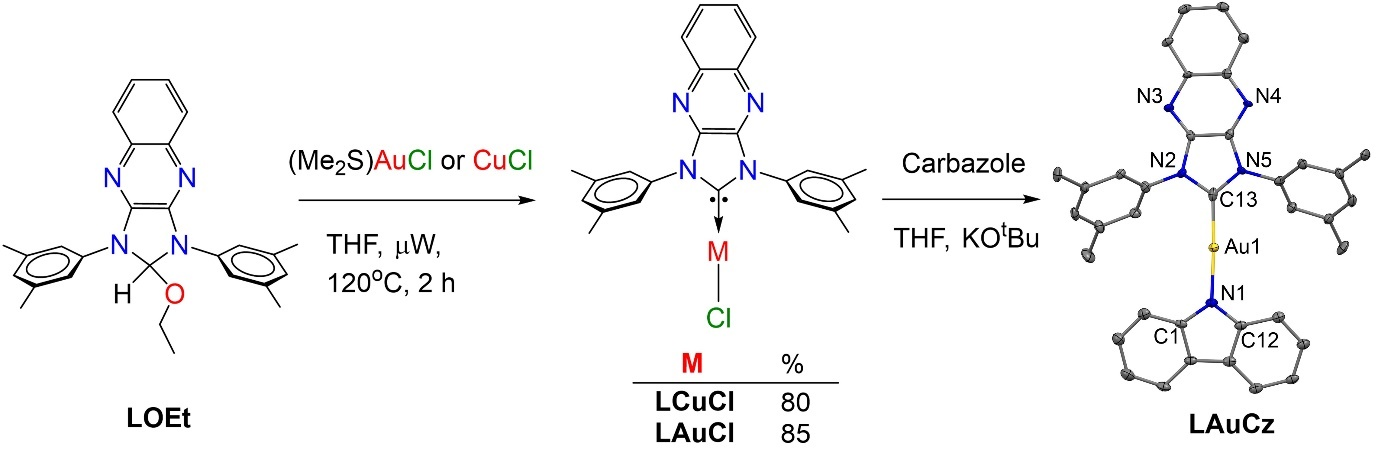 N N
N N
H O
LOEt
(Me2S)AuCl or CuCl
THF, μW,
120°C, 2 h
N N
N N
M
Cl
M %
LCuCl 80
LAuCl 85
Carbazole
THF, KOtBu
N3 N4
N2 N5
C13
Au1
N1
C1 C12
LAuCz